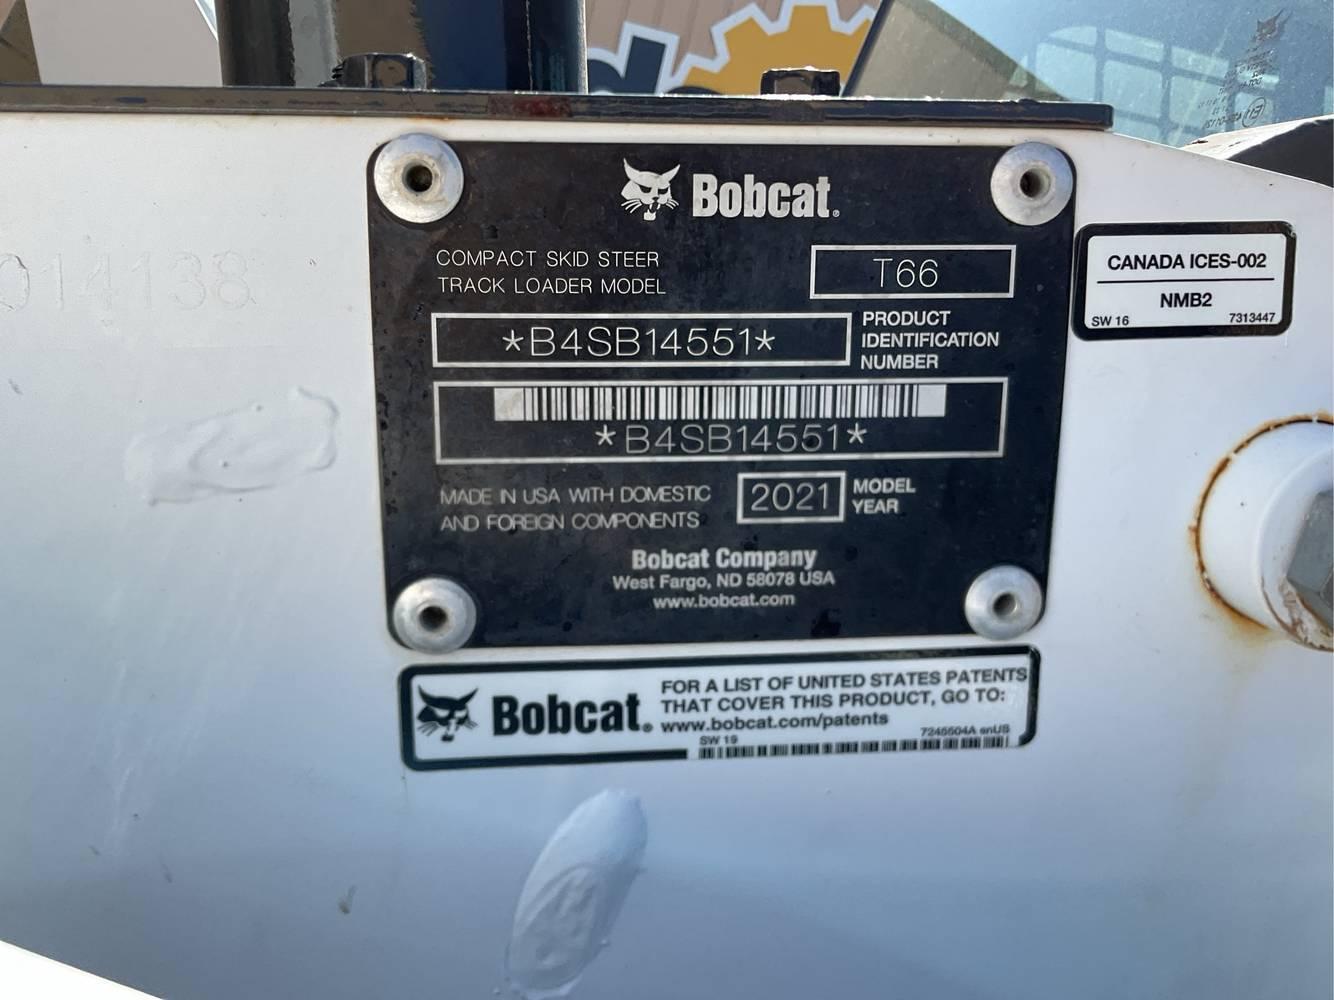 014138
Bobcat.
COMPACT SKID STEER
TRACK LOADER MODEL
T66
*B4SB14551*
PRODUCT
IDENTIFICATION
NUMBER
*B4SB14551*
MADE IN USA WITH DOMESTIC
AND FOREIGN COMPONENTS
2021
MODEL
YEAR
Bobcat Company
West Fargo, ND 58078 USA
www.bobcat.com
CANADA ICES-002
NMB2
SW 16
7313447
Bobcat.
FOR A LIST OF UNITED STATES PATENTS
THAT COVER THIS PRODUCT, GO TO:
www.bobcat.com/patents
SW 19
7245504A enUS